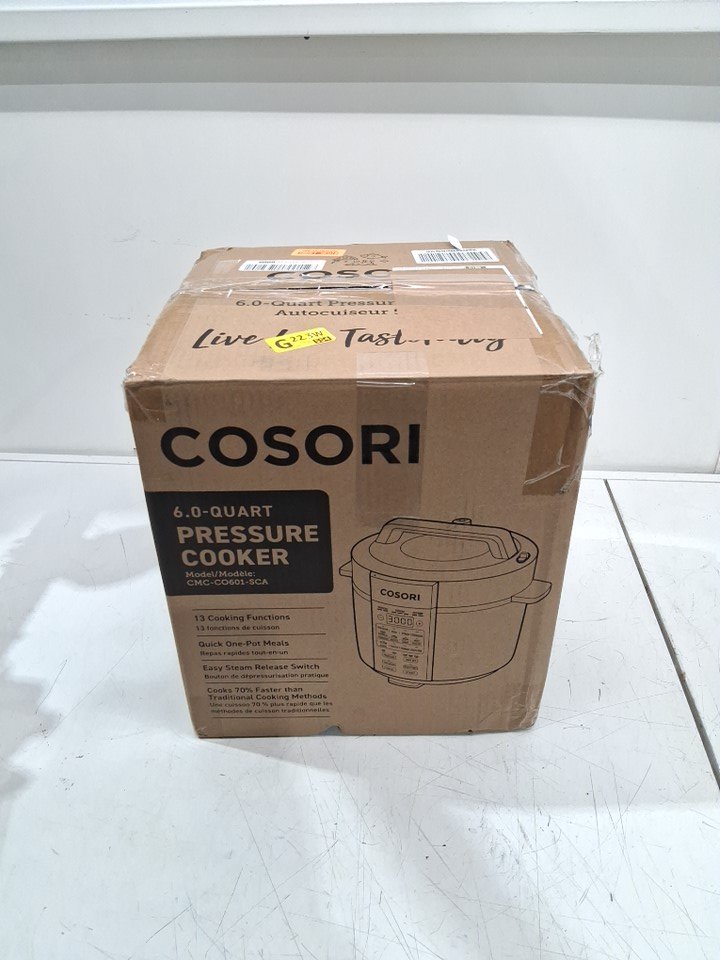 COSORI
6.0-Quart Pressur
Autocuiseur !
Live
Tast
G 223W
COSORI
6.0-QUART
PRESSURE
COOKER
Model/Modèle:
CMC-CO601-SCA
13 Cooking Functions
13 fonctions de cuisson
Quick One-Pot Meals
Repas rapides tout-en-un
Easy Steam Release Switch
Bouton de dépressurisation pratique
Cooks 70% Faster than
Traditional Cooking Methods
Une cuisson 70 % plus rapide que les
méthodes de cuisson traditionnelles
COSORI